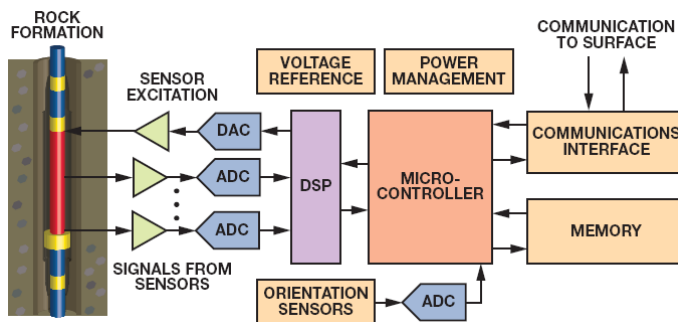 ROCK
FORMATION
SENSOR
EXCITATION
VOLTAGE
REFERENCE
POWER
MANAGEMENT
COMMUNICATION
TO SURFACE
DAC
ADC
ADC
DSP
MICRO-
CONTROLLER
COMMUNICATIONS
INTERFACE
MEMORY
SIGNALS FROM
SENSORS
ORIENTATION
SENSORS
ADC